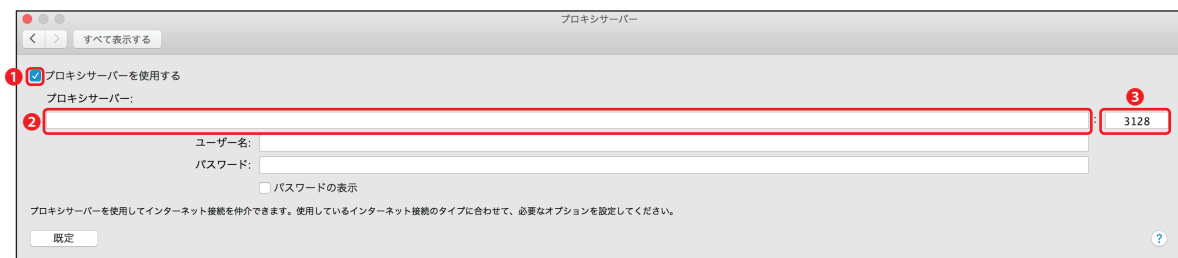 プロキシサーバー
すべて表示する
❶ プロキシサーバーを使用する
プロキシサーバー:
❸
❷ : 3128
ユーザー名:
パスワード:
パスワードの表示
プロキシサーバーを使用してインターネット接続を仲介できます。使用しているインターネット接続のタイプに合わせて、必要なオプションを設定してください。
既定 ?